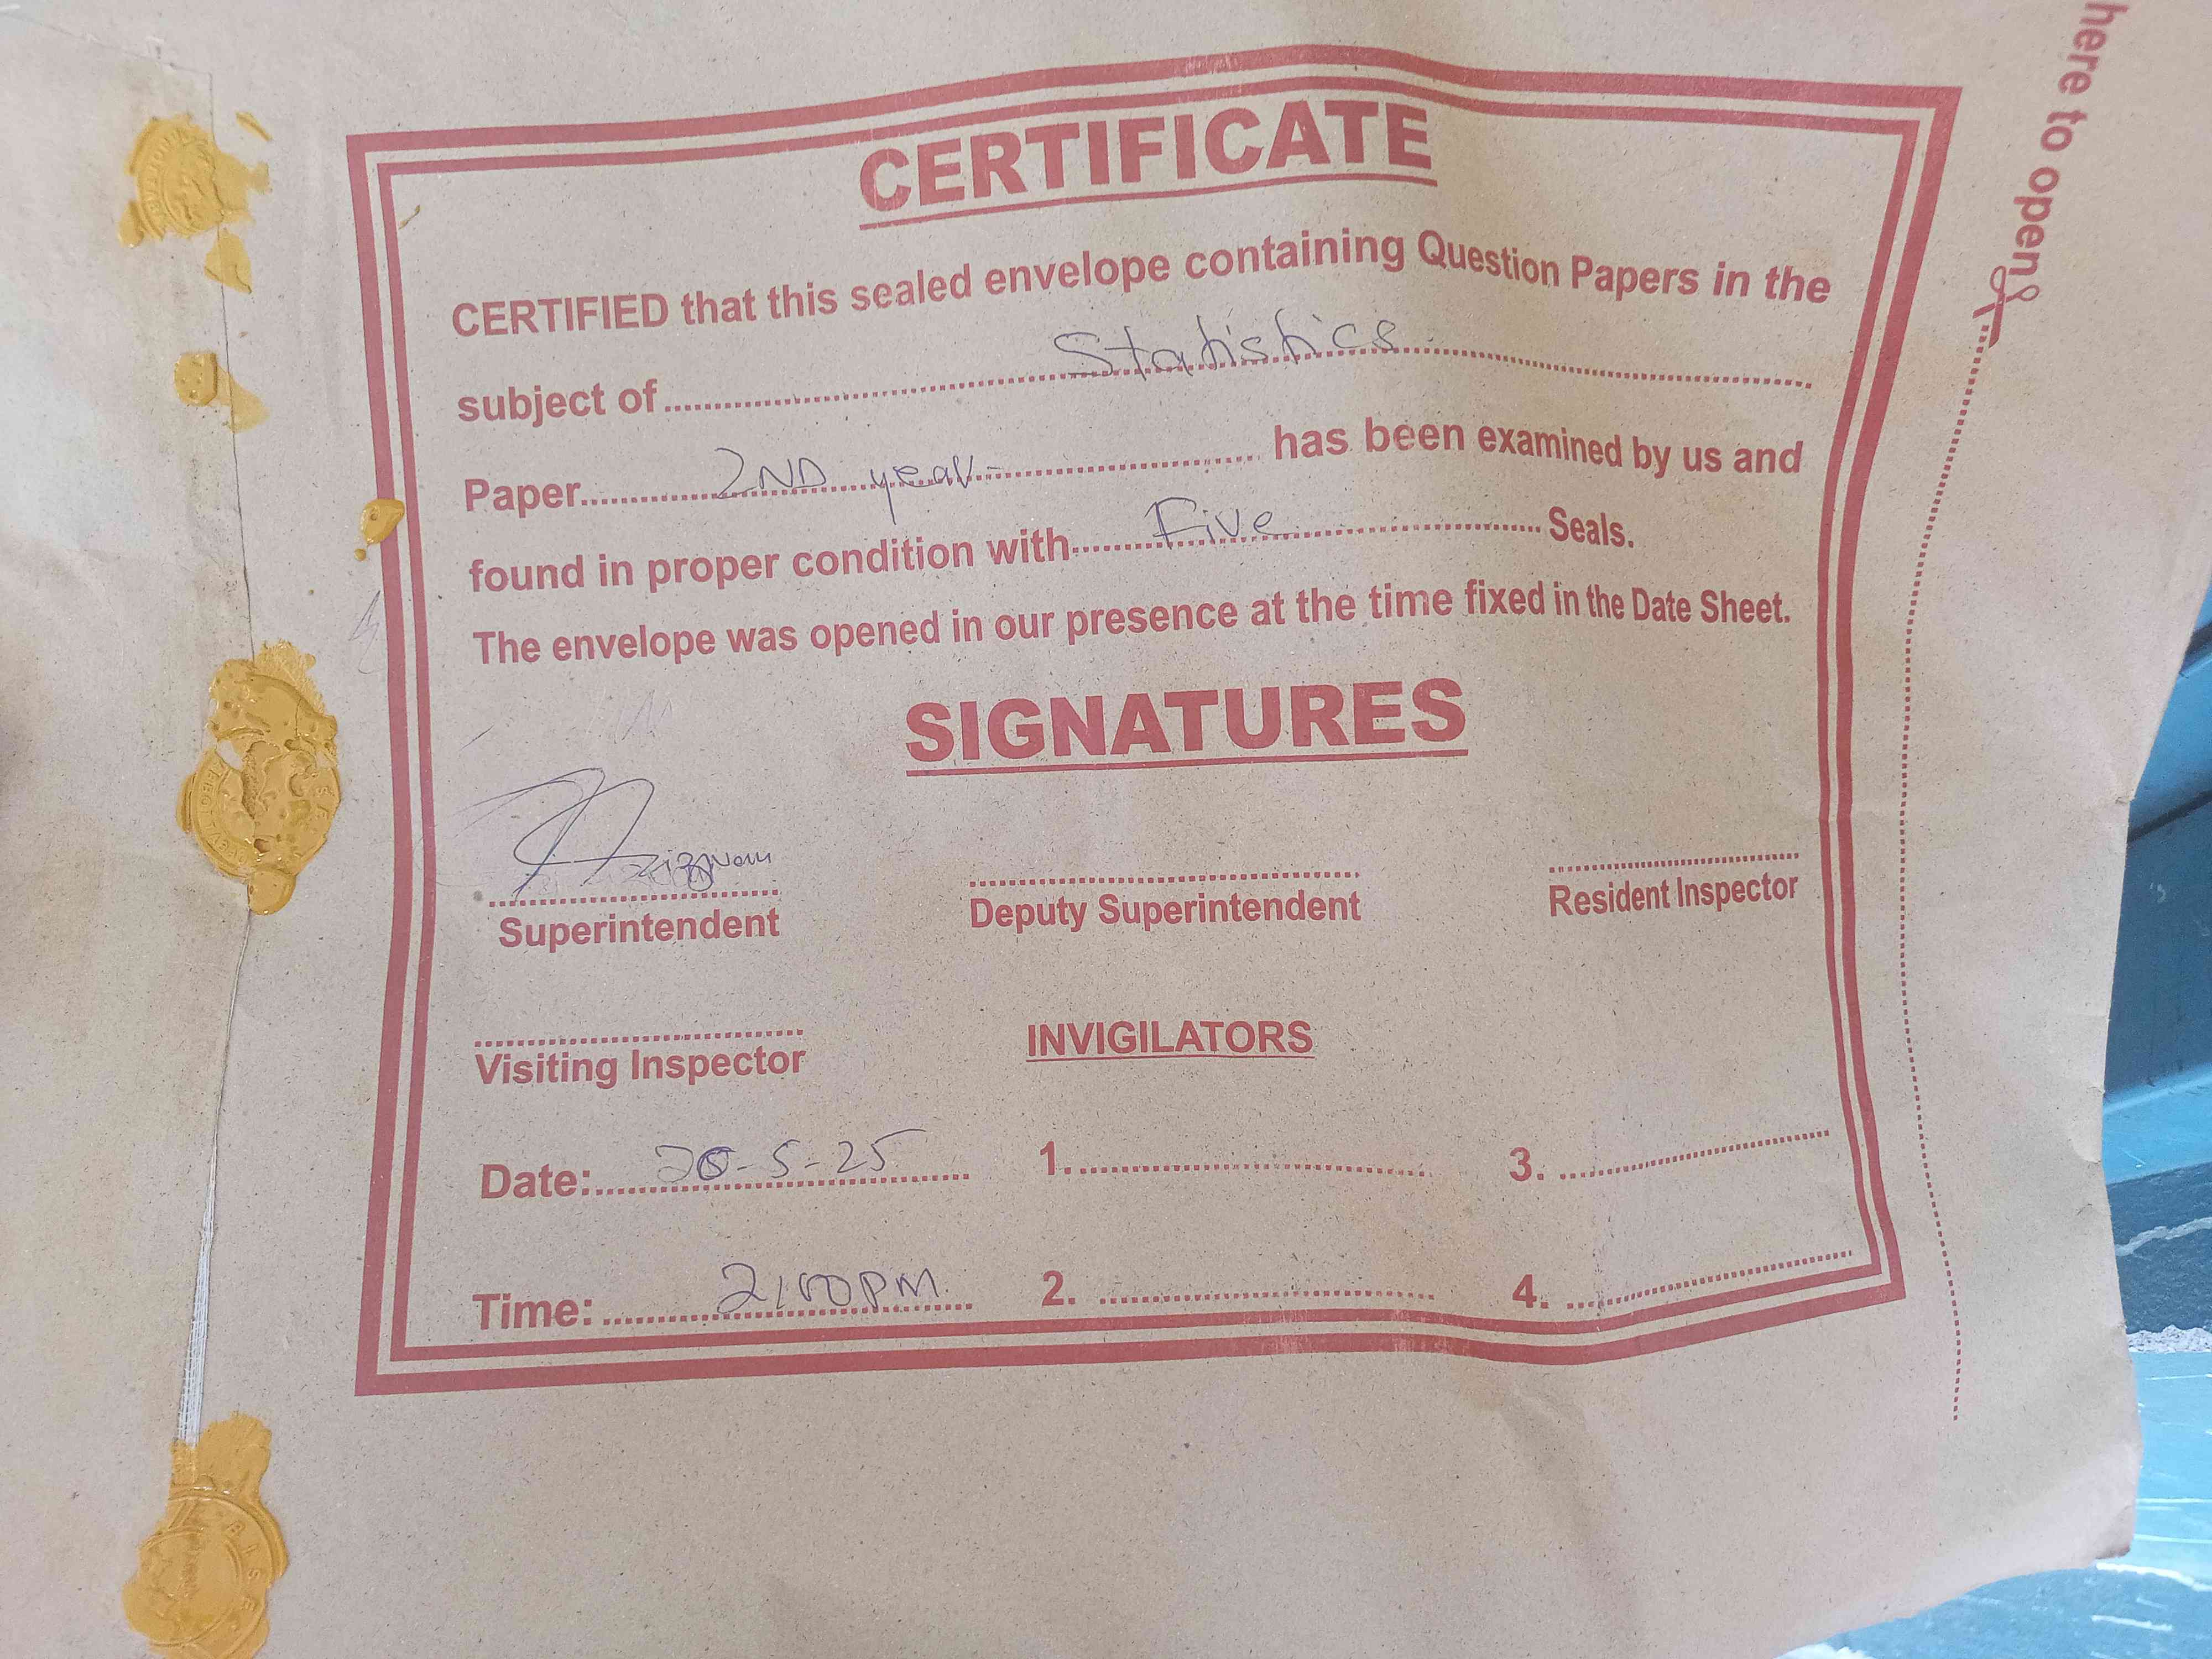 here to open
CERTIFICATE
CERTIFIED that this sealed envelope containing Question Papers in the
subject of Statistics
Paper 2ND year has been examined by us and
found in proper condition with Five Seals.
The envelope was opened in our presence at the time fixed in the Date Sheet.
SIGNATURES
Superintendent Deputy Superintendent Resident Inspector
Visiting Inspector INVIGILATORS
Date: 20-5-25 1. 3.
Time: 2:00 PM 2. 4.